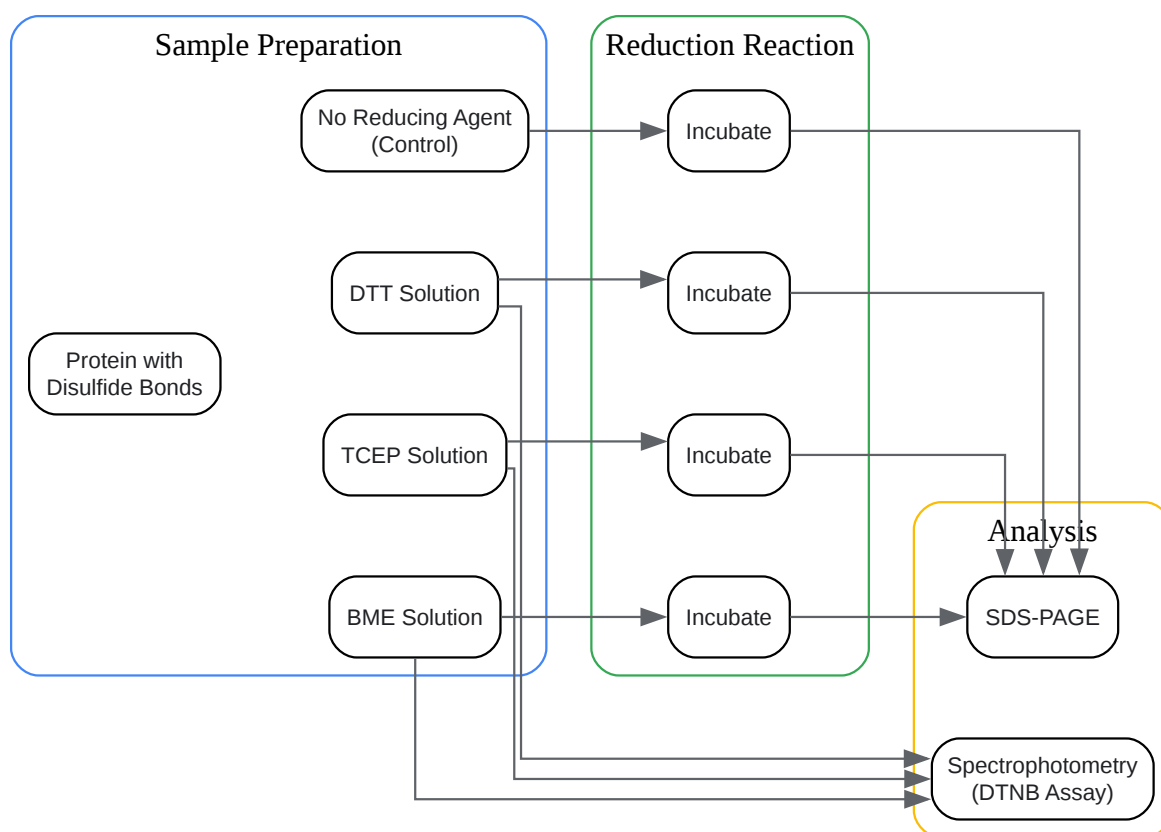 Sample Preparation
Reduction Reaction
No Reducing Agent
(Control)
Incubate
DTT Solution
Incubate
Protein with
Disulfide Bonds
TCEP Solution
Incubate
Analysis
BME Solution
Incubate
SDS-PAGE
Spectrophotometry
(DTNB Assay)